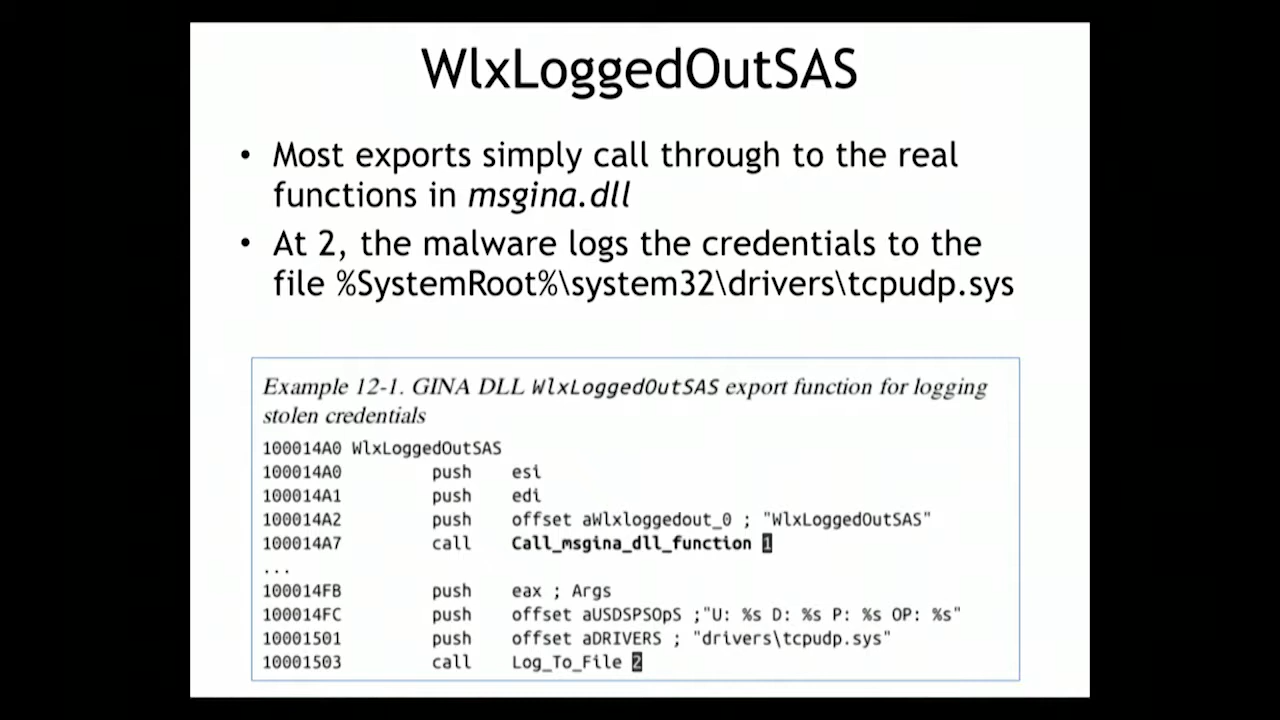 WlxLoggedOutSAS
• Most exports simply call through to the real
functions in msgina.dll
• At 2, the malware logs the credentials to the
file %SystemRoot%\system32\drivers\tcpudp.sys
Example 12-1. GINA DLL WlxLoggedOutSAS export function for logging
stolen credentials
100014A0 WlxLoggedOutSAS
100014A0 push esi
100014A1 push edi
100014A2 push offset aWlxloggedout_0 ; "WlxLoggedOutSAS"
100014A7 call Call_msgina_dll_function 1
...
100014FB push eax ; Args
100014FC push offset aUSDSPSOpS ;"U: %s D: %s P: %s OP: %s"
10001501 push offset aDRIVERS ; "drivers\tcpudp.sys"
10001503 call Log_To_File 2